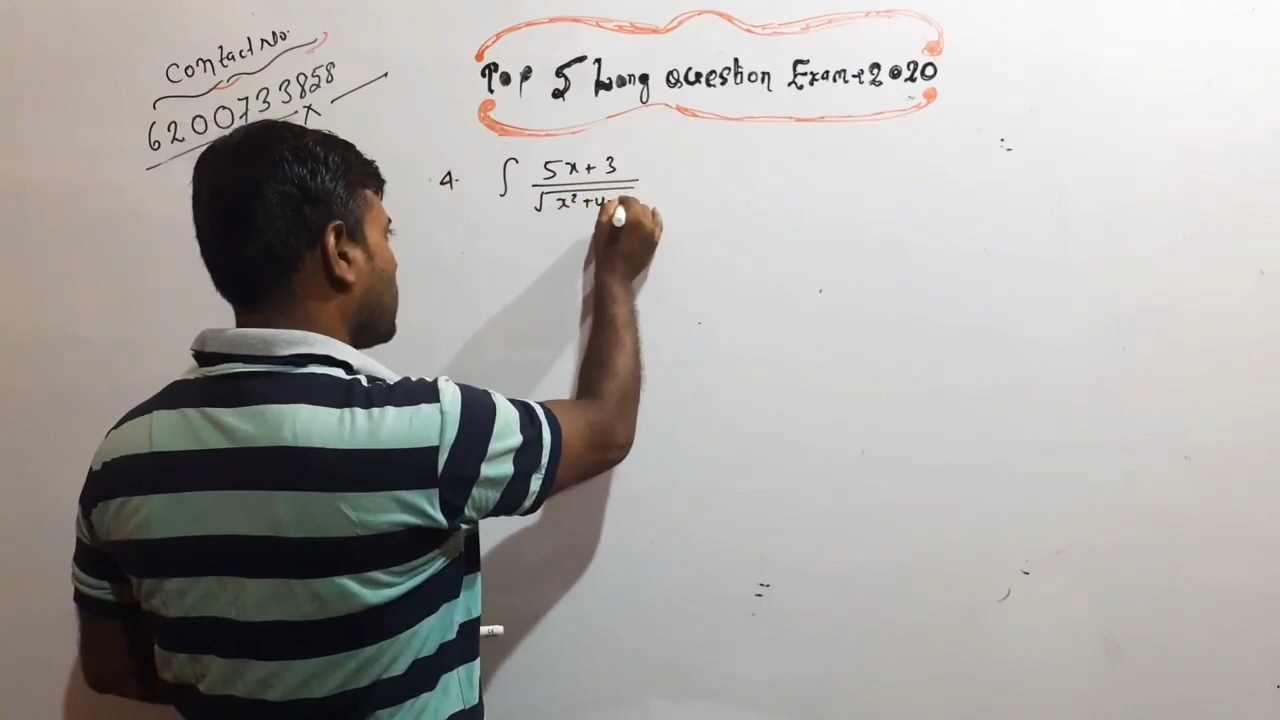 Contact No.
6200733858
Top 5 Long Question Exam-2020
4. ∫ 5x+3
√x²+4